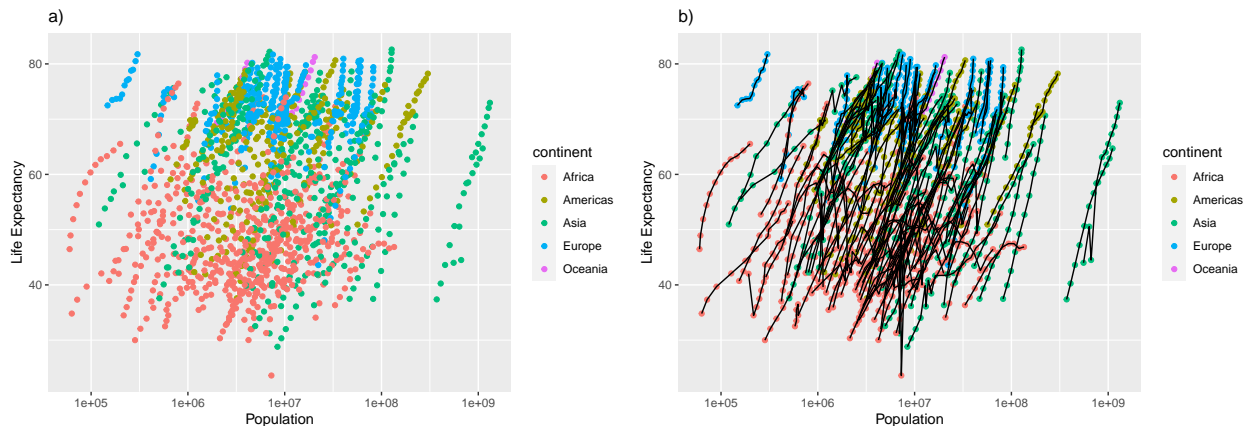 a)
Life Expectancy
80
60
40
1e+05 1e+06 1e+07 1e+08 1e+09
Population
continent
Africa
Americas
Asia
Europe
Oceania
b)
Life Expectancy
80
60
40
1e+05 1e+06 1e+07 1e+08 1e+09
Population
continent
Africa
Americas
Asia
Europe
Oceania